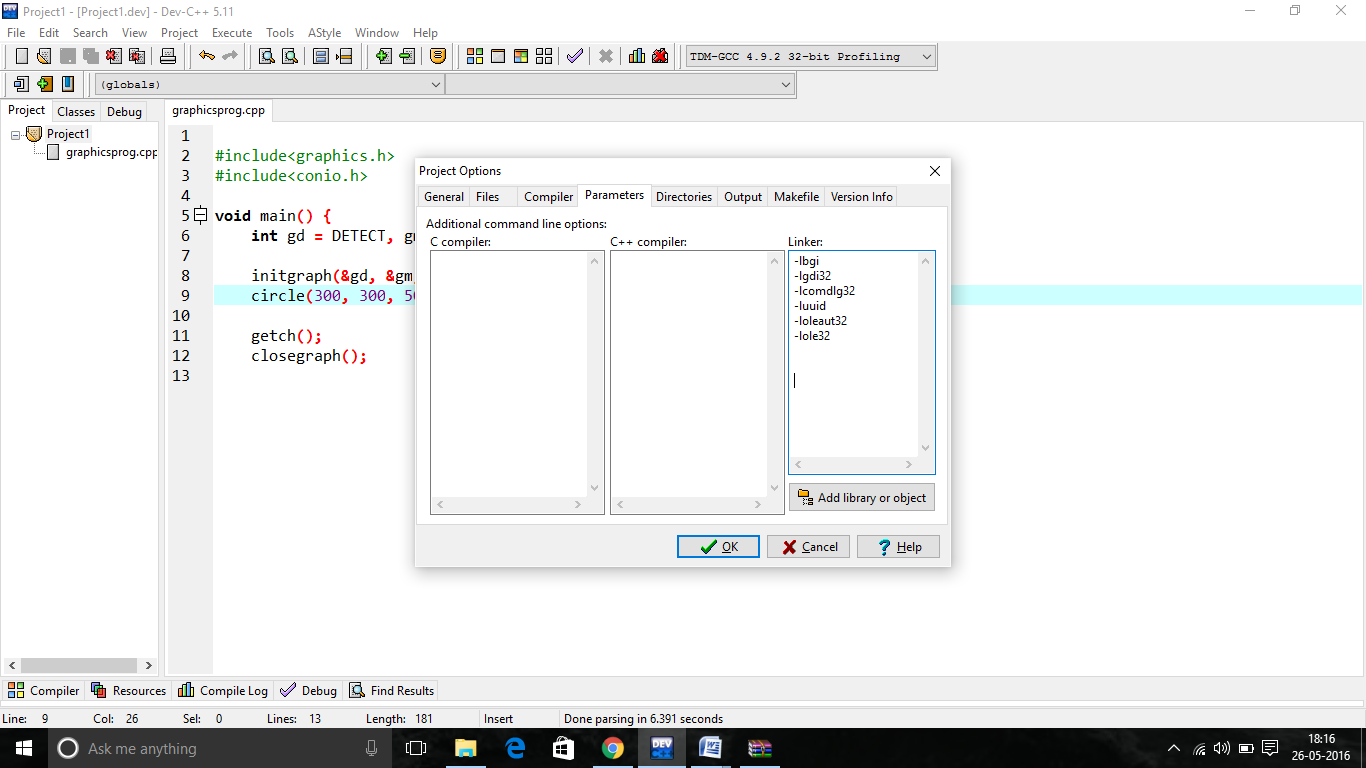 Project1 - [Project1.dev] - Dev-C++ 5.11
File Edit Search View Project Execute Tools AStyle Window Help
TDM-GCC 4.9.2 32-bit Profiling
(globals)
Project Classes Debug
graphicsprog.cpp
Project1
graphicsprog.cpp
1
2 #include<graphics.h>
3 #include<conio.h>
4
5 void main() {
6 int gd = DETECT, gm
7
8 initgraph(&gd, &gm,
9 circle(300, 300, 50
10
11 getch();
12 closegraph();
13
Project Options
General Files Compiler Parameters Directories Output Makefile Version Info
Additional command line options:
C compiler: C++ compiler: Linker:
-lbgi
-lgdi32
-lcomdlg32
-luuid
-loleaut32
-lole32
Add library or object
OK Cancel Help
Compiler Resources Compile Log Debug Find Results
Line: 9 Col: 26 Sel: 0 Lines: 13 Length: 181 Insert Done parsing in 6.391 seconds
Ask me anything
DEV
18:16
26-05-2016